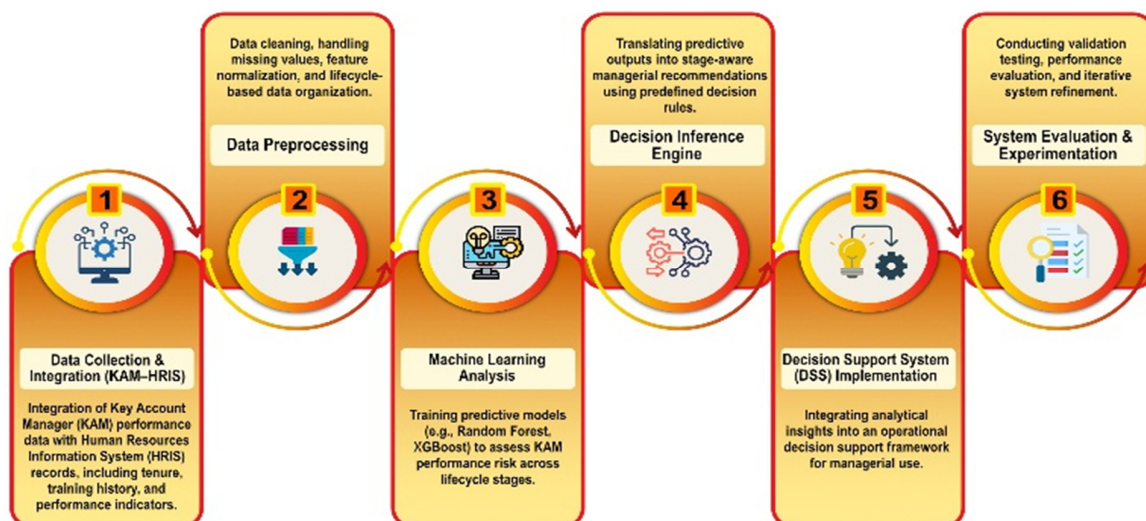 1
Data Collection &
Integration (KAM–HRIS)
Integration of Key Account
Manager (KAM) performance
data with Human Resources
Information System (HRIS)
records, including tenure,
training history, and
performance indicators.
Data cleaning, handling
missing values, feature
normalization, and lifecycle-
based data organization.
Data Preprocessing
2
3
Machine Learning
Analysis
Training predictive models
(e.g., Random Forest,
XGBoost) to assess KAM
performance risk across
lifecycle stages.
Translating predictive
outputs into stage-aware
managerial recommendations
using predefined decision
rules.
Decision Inference
Engine
4
5
Decision Support System
(DSS) Implementation
Integrating analytical
insights into an operational
decision support framework
for managerial use.
Conducting validation
testing, performance
evaluation, and iterative
system refinement.
System Evaluation &
Experimentation
6